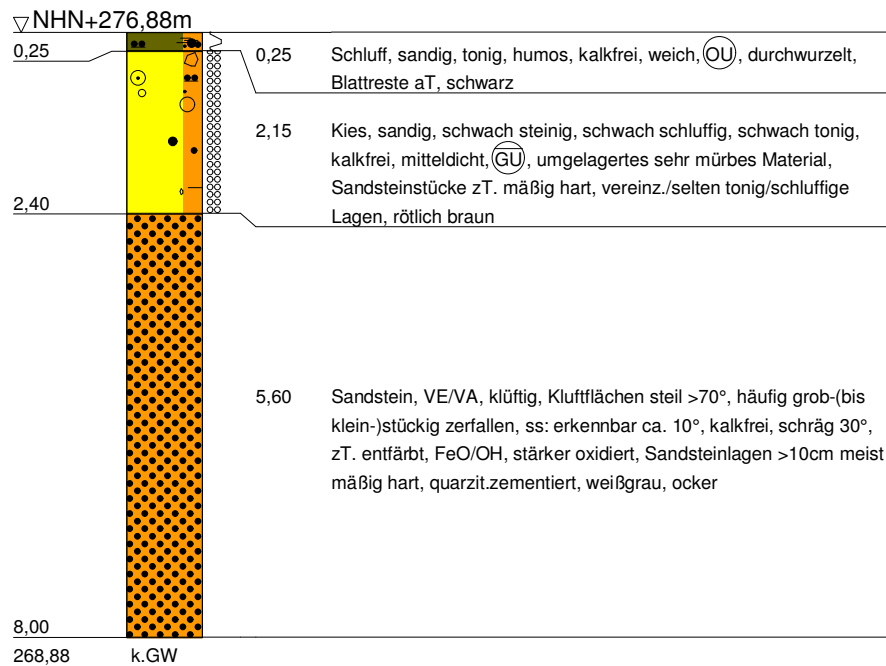 ▽ NHN+276,88m
0,25
0,25 Schluff, sandig, tonig, humos, kalkfrei, weich, OU, durchwurzelt,
Blattreste aT, schwarz
2,15 Kies, sandig, schwach steinig, schwach schluffig, schwach tonig,
kalkfrei, mitteldicht, G̅U̅, umgelagertes sehr mürbes Material,
Sandsteinstücke zT. mäßig hart, vereinz./selten tonig/schluffige
2,40
Lagen, rötlich braun
5,60 Sandstein, VE/VA, klüftig, Kluftflächen steil >70°, häufig grob-(bis
klein-)stückig zerfallen, ss: erkennbar ca. 10°, kalkfrei, schräg 30°,
zT. entfärbt, FeO/OH, stärker oxidiert, Sandsteinlagen >10cm meist
mäßig hart, quarzit.zementiert, weißgrau, ocker
8,00
268,88 k.GW